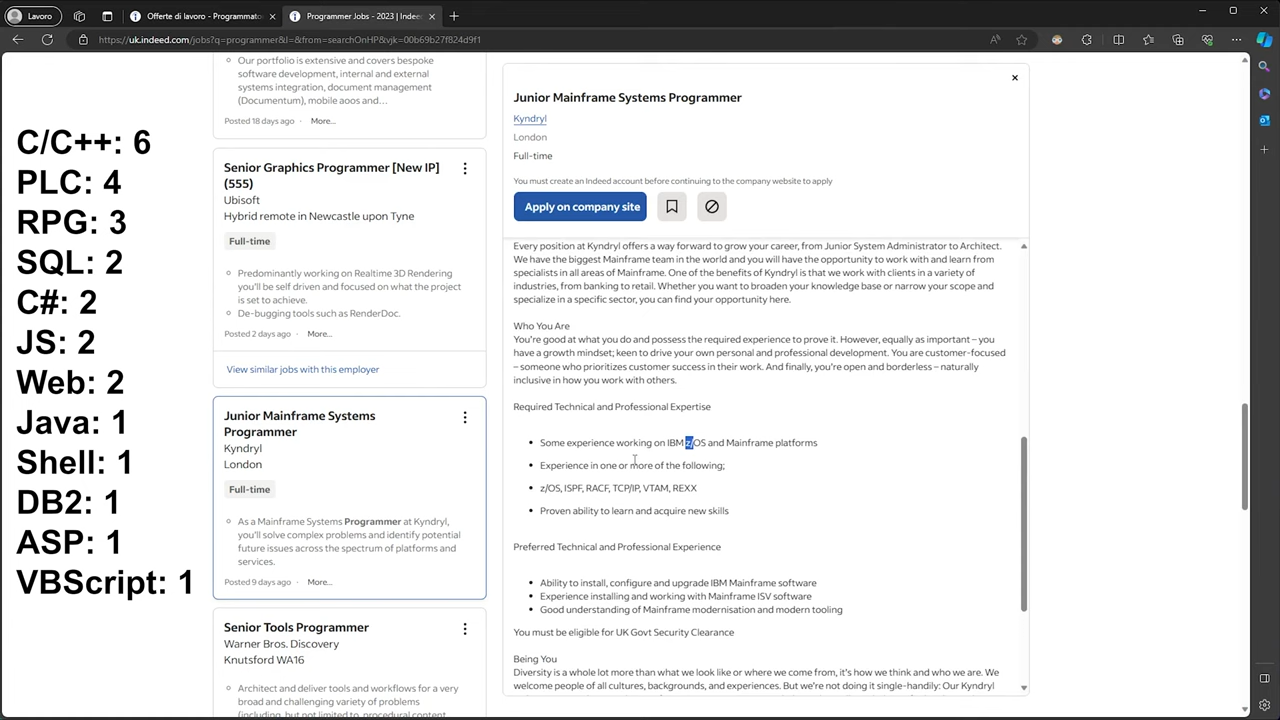 Lavoro
Offerte di lavoro - Programmato
Programmer Jobs - 2023 | Indee
https://uk.indeed.com/jobs?q=programmer&l=&from=searchOnHP&vjk=00b69b27f824d9f1
C/C++: 6
PLC: 4
RPG: 3
SQL: 2
C#: 2
JS: 2
Web: 2
Java: 1
Shell: 1
DB2: 1
ASP: 1
VBScript: 1
Our portfolio is extensive and covers bespoke
software development, internal and external
systems integration, document management
(Documentum), mobile aoos and…
Posted 18 days ago · More...
Senior Graphics Programmer [New IP]
(555)
Ubisoft
Hybrid remote in Newcastle upon Tyne
Full-time
Predominantly working on Realtime 3D Rendering
you'll be self driven and focused on what the project
is set to achieve.
De-bugging tools such as RenderDoc.
Posted 2 days ago · More...
View similar jobs with this employer
Junior Mainframe Systems
Programmer
Kyndryl
London
Full-time
As a Mainframe Systems Programmer at Kyndryl,
you'll solve complex problems and identify potential
future issues across the spectrum of platforms and
services.
Posted 9 days ago · More...
Senior Tools Programmer
Warner Bros. Discovery
Knutsford WA16
Architect and deliver tools and workflows for a very
broad and challenging variety of problems
(including, but not limited to, procedural content
Junior Mainframe Systems Programmer
Kyndryl
London
Full-time
You must create an Indeed account before continuing to the company website to apply
Apply on company site
Every position at Kyndryl offers a way forward to grow your career, from Junior System Administrator to Architect.
We have the biggest Mainframe team in the world and you will have the opportunity to work with and learn from
specialists in all areas of Mainframe. One of the benefits of Kyndryl is that we work with clients in a variety of
industries, from banking to retail. Whether you want to broaden your knowledge base or narrow your scope and
specialize in a specific sector, you can find your opportunity here.
Who You Are
You're good at what you do and possess the required experience to prove it. However, equally as important – you
have a growth mindset; keen to drive your own personal and professional development. You are customer-focused
– someone who prioritizes customer success in their work. And finally, you're open and borderless – naturally
inclusive in how you work with others.
Required Technical and Professional Expertise
Some experience working on IBM z/OS and Mainframe platforms
Experience in one or more of the following;
z/OS, ISPF, RACF, TCP/IP, VTAM, REXX
Proven ability to learn and acquire new skills
Preferred Technical and Professional Experience
Ability to install, configure and upgrade IBM Mainframe software
Experience installing and working with Mainframe ISV software
Good understanding of Mainframe modernisation and modern tooling
You must be eligible for UK Govt Security Clearance
Being You
Diversity is a whole lot more than what we look like or where we come from, it's how we think and who we are. We
welcome people of all cultures, backgrounds, and experiences. But we're not doing it single-handily: Our Kyndryl